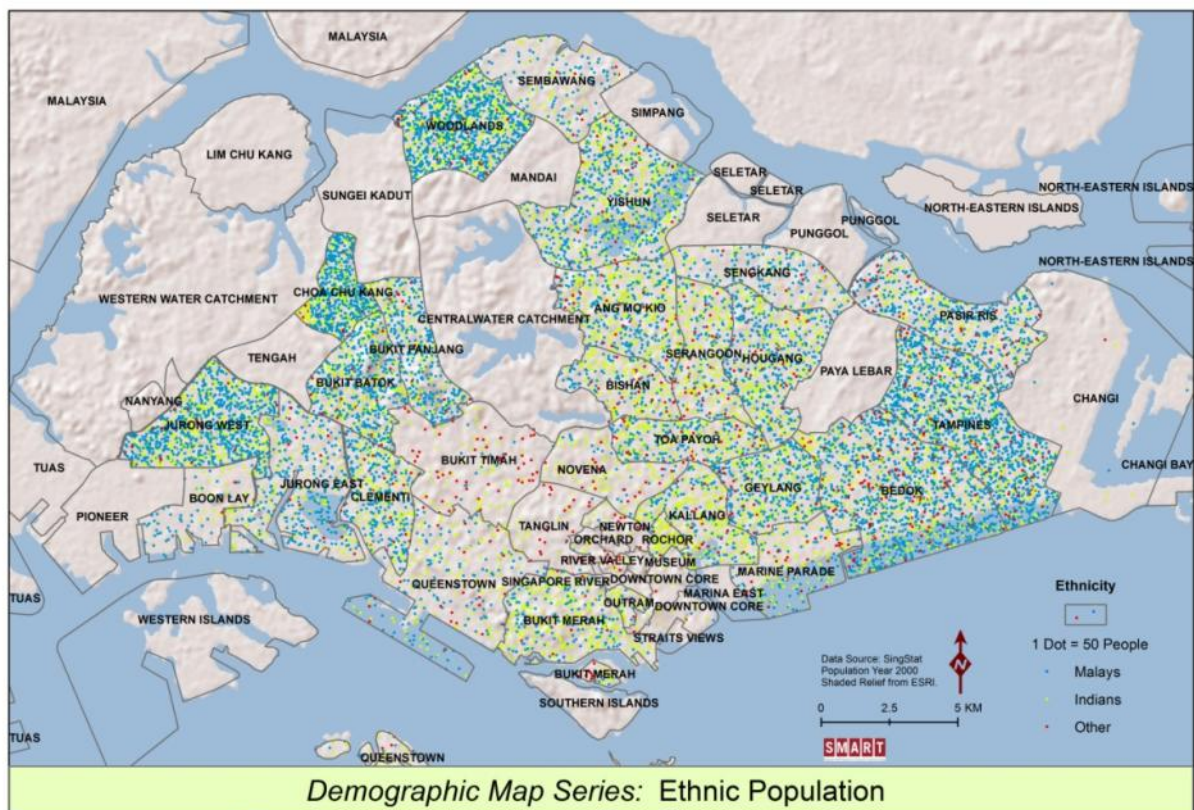 MALAYSIA
MALAYSIA
SEMBAWANG
SIMPANG
WOODLANDS
LIM CHU KANG
MANDAI
SUNGEI KADUT
SELETAR
SELETAR
NORTH-EASTERN ISLANDS
YISHUN
SELETAR
PUNGGOL
NORTH-EASTERN ISLANDS
PUNGGOL
NORTH-EASTERN ISLANDS
SENGKANG
CHOA CHU KANG
WESTERN WATER CATCHMENT
CENTRALWATER CATCHMENT
ANG MO KIO
PASIR RIS
BUKIT PANJANG
SERANGOON
HOUGANG
TENGAH
BUKIT BATOK
BISHAN
PAYA LEBAR
CHANGI
NANYANG
JURONG WEST
TAMPINES
TOA PAYOH
BUKIT TIMAH
NOVENA
TUAS
CHANGI BAY
JURONG EAST
BOON LAY
CLEMENTI
GEYLANG
BEDOK
PIONEER
KALLANG
TANGLIN
NEWTON
ORCHARD
ROCHOR
RIVER VALLEY
MUSEUM
MARINE PARADE
QUEENSTOWN
SINGAPORE RIVER
DOWNTOWN CORE
MARINA EAST
TUAS
OUTRAM
DOWNTOWN CORE
WESTERN ISLANDS
BUKIT MERAH
STRAITS VIEWS
BUKIT MERAH
SOUTHERN ISLANDS
TUAS
QUEENSTOWN
Ethnicity
1 Dot = 50 People
Malays
Indians
Other
Data Source: SingStat
Population Year 2000
Shaded Relief from ESRI.
N
0 2.5 5 KM
SMART
Demographic Map Series: Ethnic Population